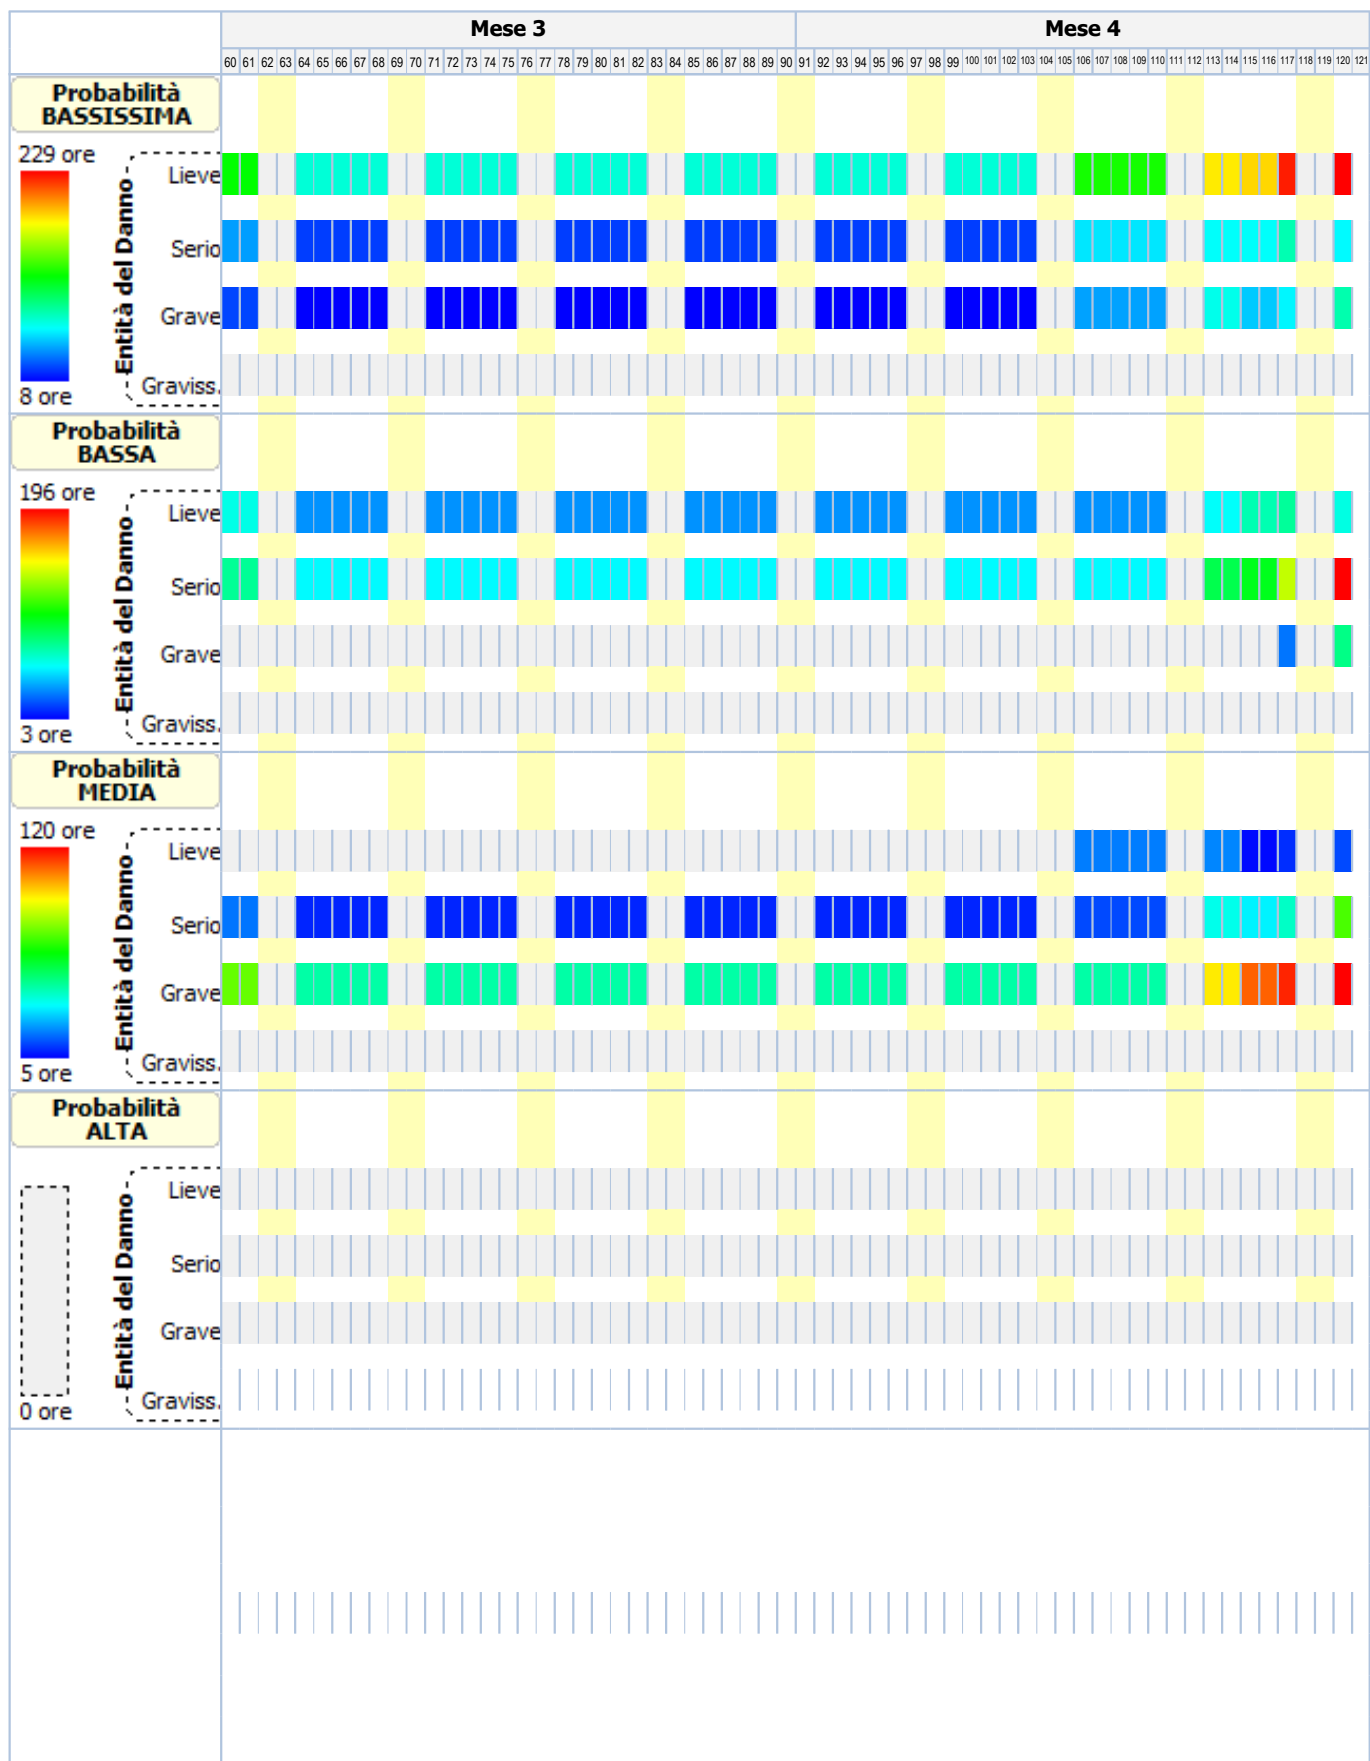 Mese 3 Mese 4
60 61 62 63 64 65 66 67 68 69 70 71 72 73 74 75 76 77 78 79 80 81 82 83 84 85 86 87 88 89 90 91 92 93 94 95 96 97 98 99 100 101 102 103 104 105 106 107 108 109 110 111 112 113 114 115 116 117 118 119 120 121
Probabilità
BASSISSIMA
229 ore
Entità del Danno
Lieve
Serio
Grave
Graviss.
8 ore
Probabilità
BASSA
196 ore
Entità del Danno
Lieve
Serio
Grave
Graviss.
3 ore
Probabilità
MEDIA
120 ore
Entità del Danno
Lieve
Serio
Grave
Graviss.
5 ore
Probabilità
ALTA
Entità del Danno
Lieve
Serio
Grave
Graviss.
0 ore